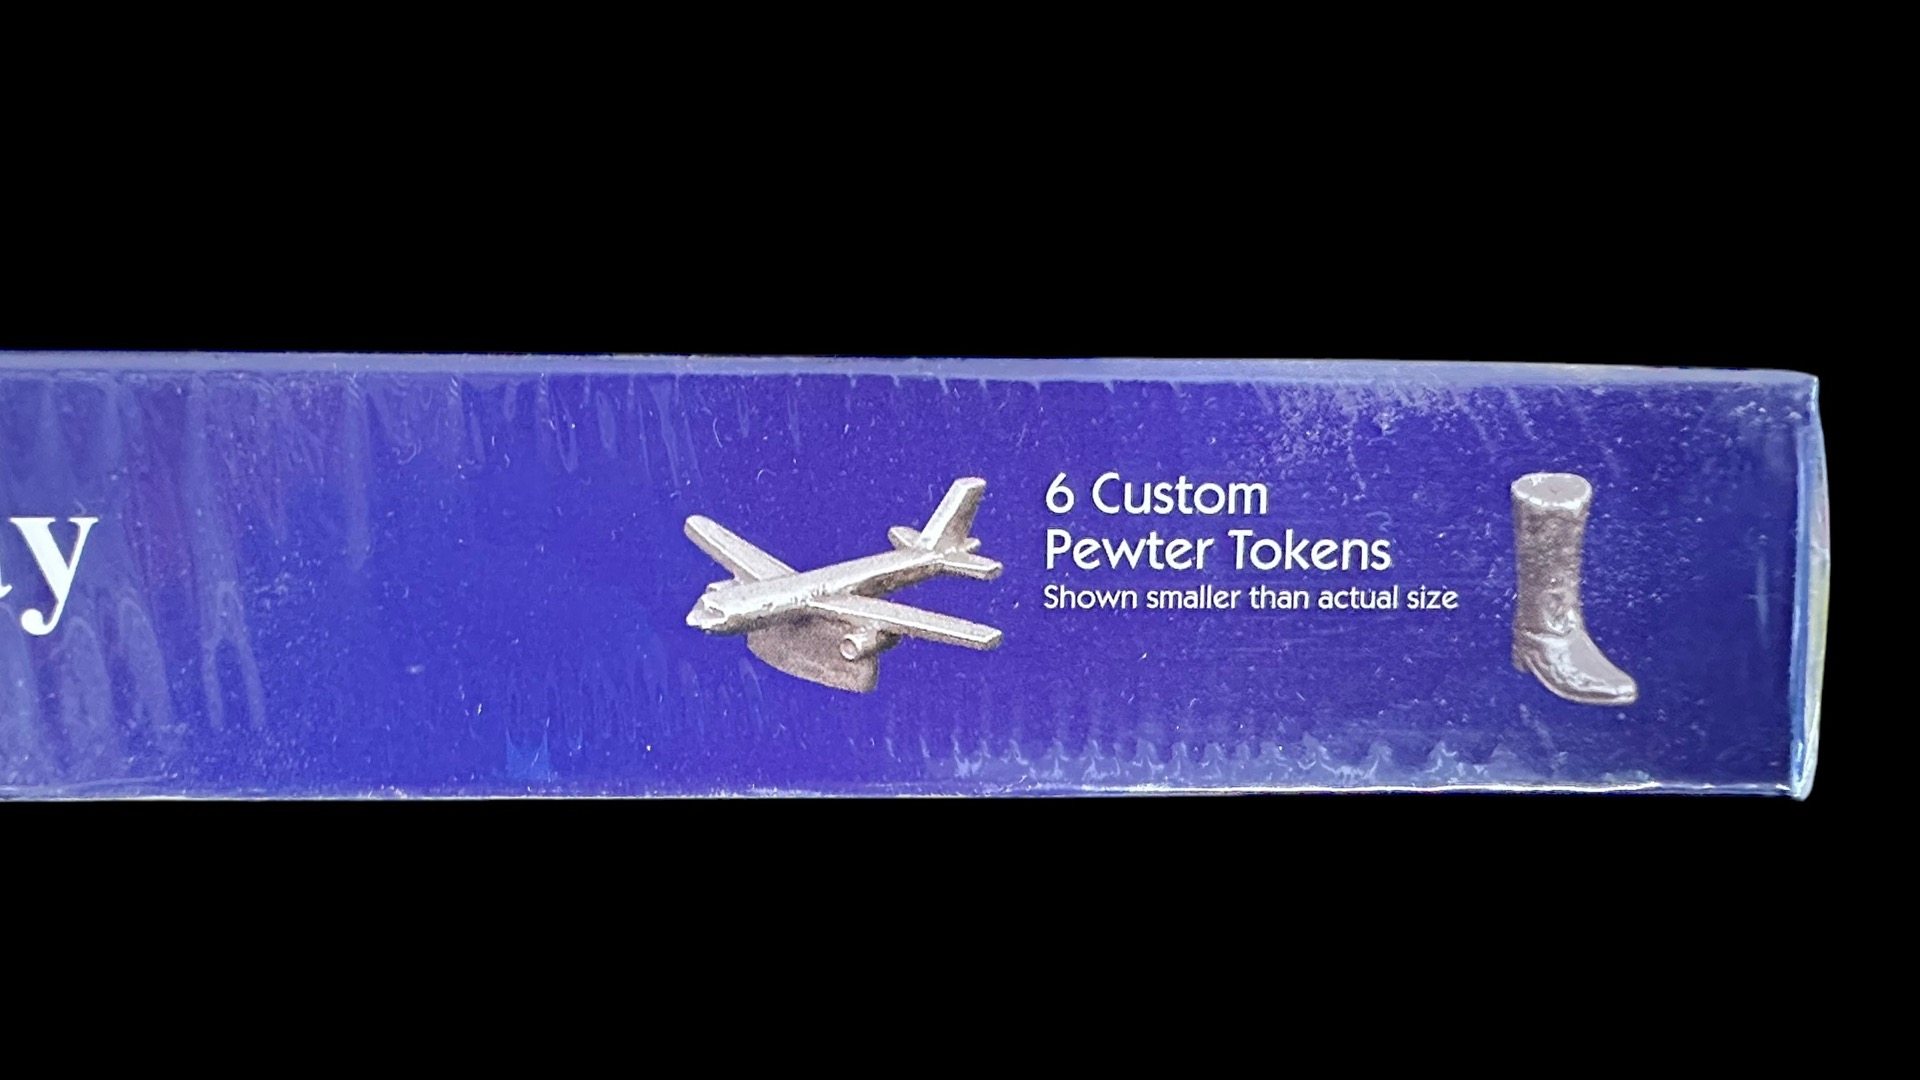 y
6 Custom
Pewter Tokens
Shown smaller than actual size